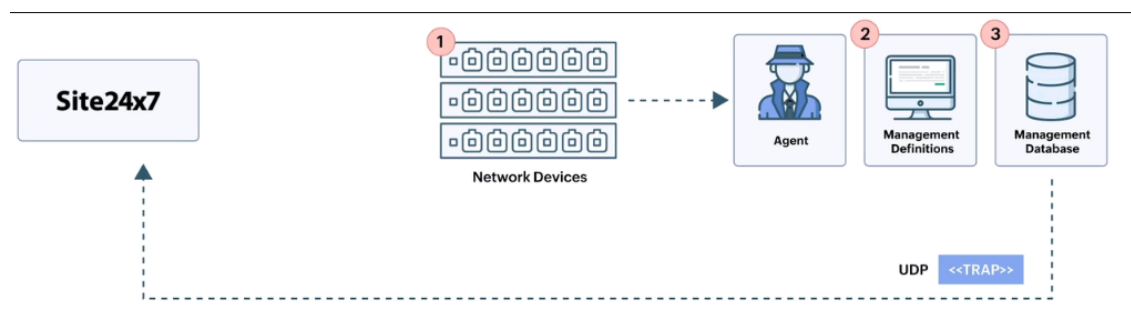 Site24x7
1
Network Devices
Agent
2
Management
Definitions
3
Management
Database
UDP
<<TRAP>>